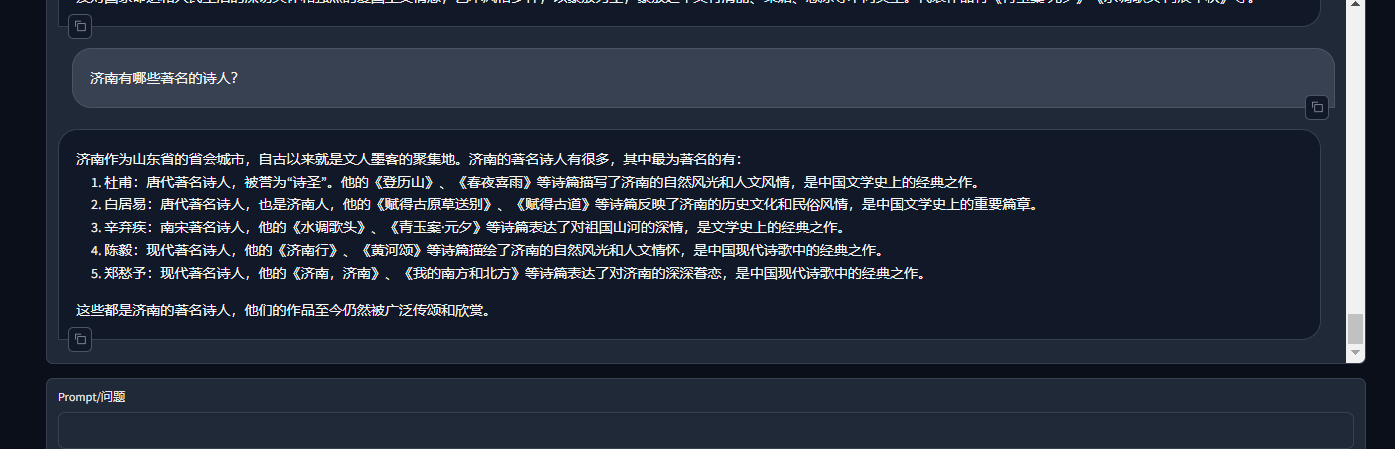 济南有哪些著名的诗人？
济南作为山东省的省会城市，自古以来就是文人墨客的聚集地。济南的著名诗人有很多，其中最为著名的有：
1. 杜甫：唐代著名诗人，被誉为“诗圣”。他的《登历山》、《春夜喜雨》等诗篇描写了济南的自然风光和人文风情，是中国文学史上的经典之作。
2. 白居易：唐代著名诗人，也是济南人，他的《赋得古原草送别》、《赋得古道》等诗篇反映了济南的历史文化和民俗风情，是中国文学史上的重要篇章。
3. 辛弃疾：南宋著名诗人，他的《水调歌头》、《青玉案·元夕》等诗篇表达了对祖国山河的深情，是文学史上的经典之作。
4. 陈毅：现代著名诗人，他的《济南行》、《黄河颂》等诗篇描绘了济南的自然风光和人文情怀，是中国现代诗歌中的经典之作。
5. 郑愁予：现代著名诗人，他的《济南，济南》、《我的南方和北方》等诗篇表达了对济南的深深眷恋，是中国现代诗歌中的经典之作。
这些都是济南的著名诗人，他们的作品至今仍然被广泛传颂和欣赏。
Prompt/问题